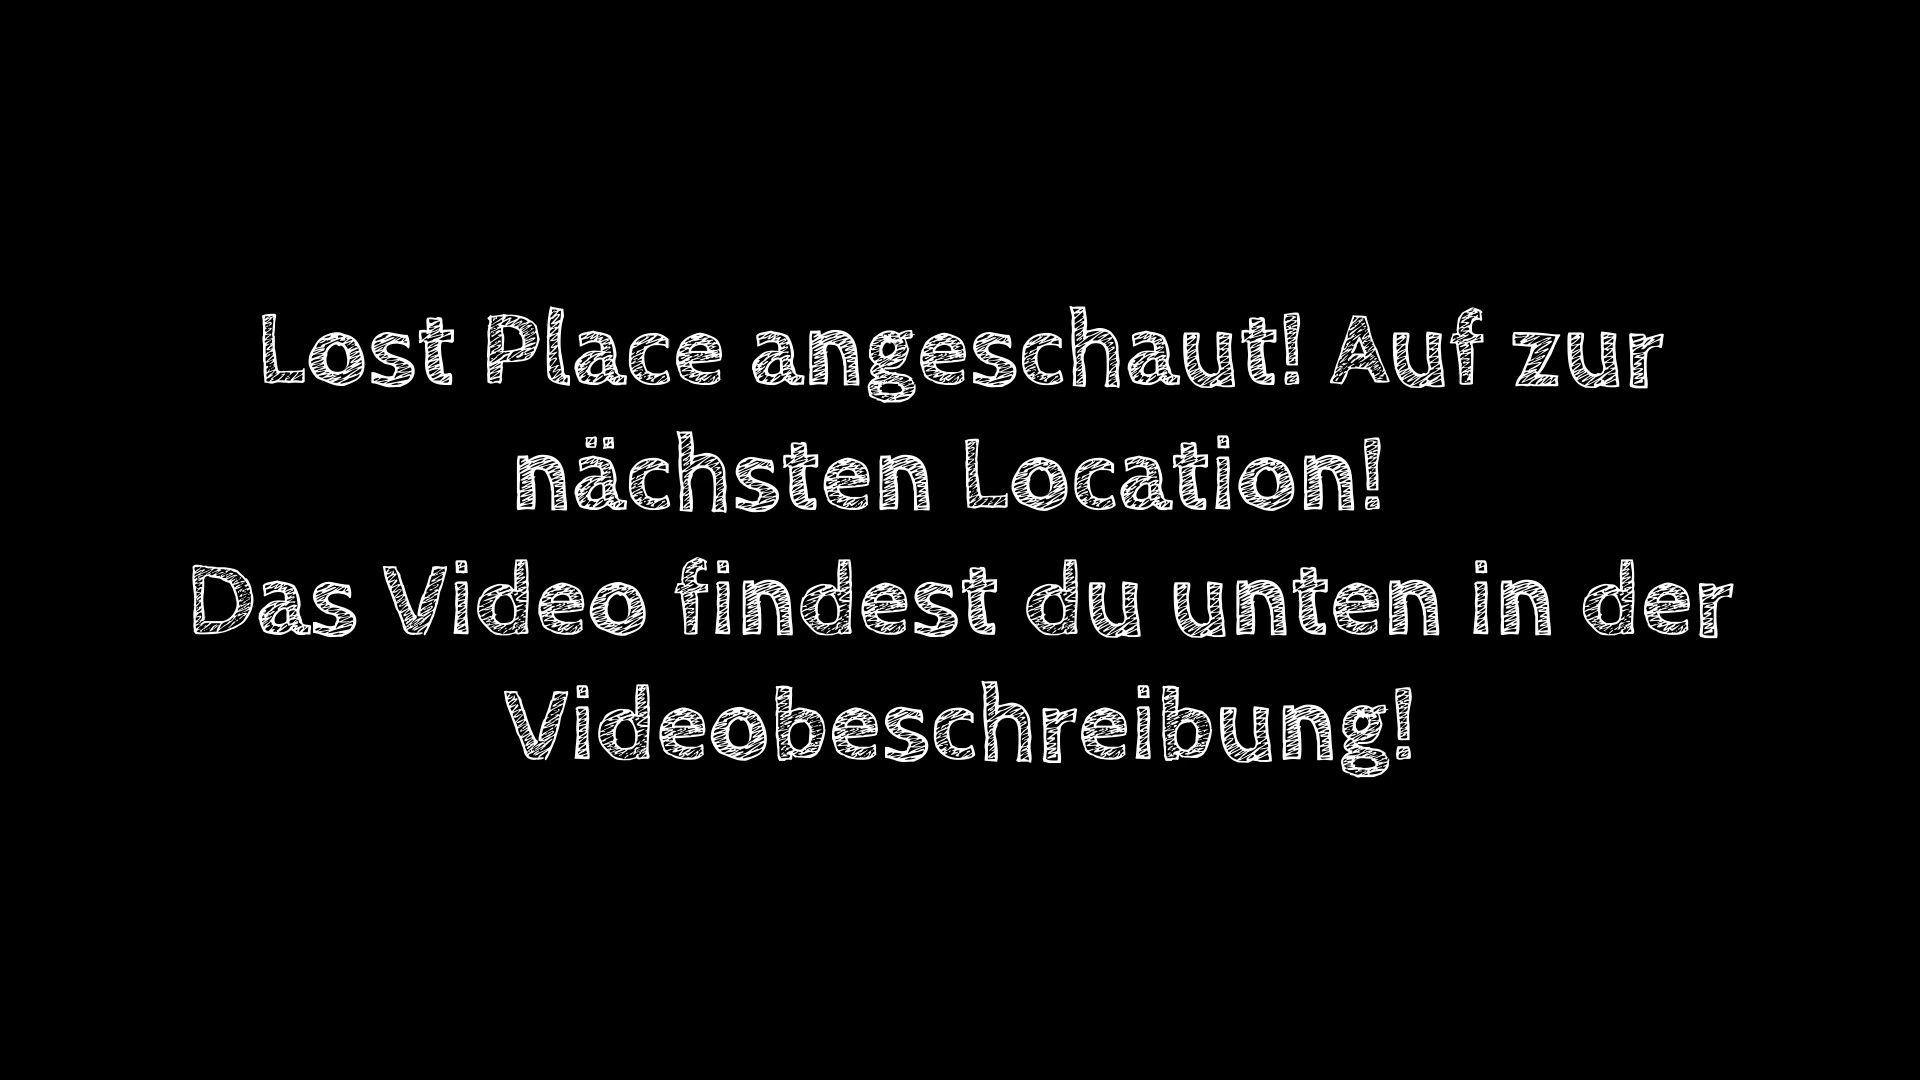 Lost Place angeschaut! Auf zur
nächsten Location!
Das Video findest du unten in der
Videobeschreibung!